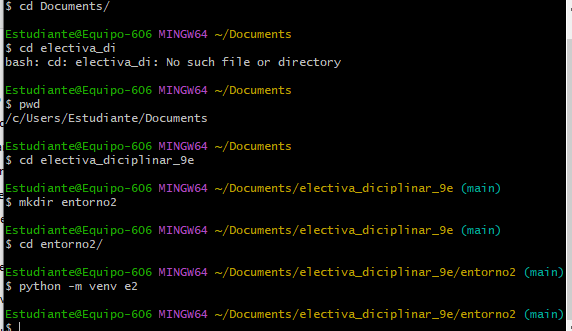 $ cd Documents/
Estudiante@Equipo-606 MINGW64 ~/Documents
$ cd electiva_di
bash: cd: electiva_di: No such file or directory
Estudiante@Equipo-606 MINGW64 ~/Documents
$ pwd
/c/Users/Estudiante/Documents
Estudiante@Equipo-606 MINGW64 ~/Documents
$ cd electiva_diciplinar_9e
Estudiante@Equipo-606 MINGW64 ~/Documents/electiva_diciplinar_9e (main)
$ mkdir entorno2
Estudiante@Equipo-606 MINGW64 ~/Documents/electiva_diciplinar_9e (main)
$ cd entorno2/
Estudiante@Equipo-606 MINGW64 ~/Documents/electiva_diciplinar_9e/entorno2 (main)
$ python -m venv e2
Estudiante@Equipo-606 MINGW64 ~/Documents/electiva_diciplinar_9e/entorno2 (main)
$